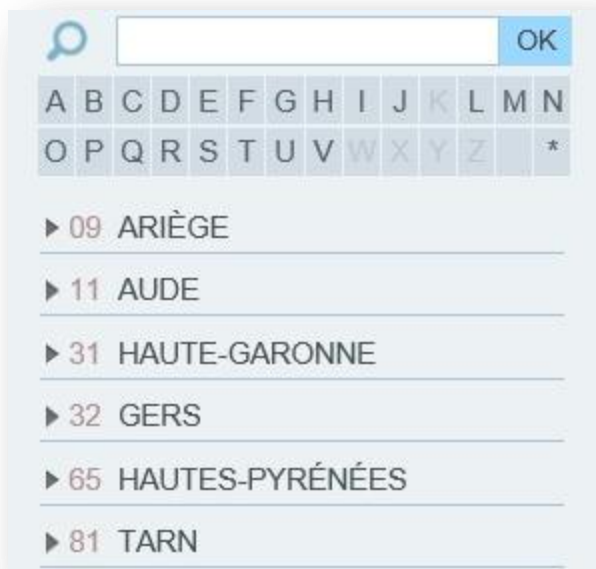 OK
A B C D E F G H I J K L M N
O P Q R S T U V W X Y Z *
09 ARIÈGE
11 AUDE
31 HAUTE-GARONNE
32 GERS
65 HAUTES-PYRÉNÉES
81 TARN